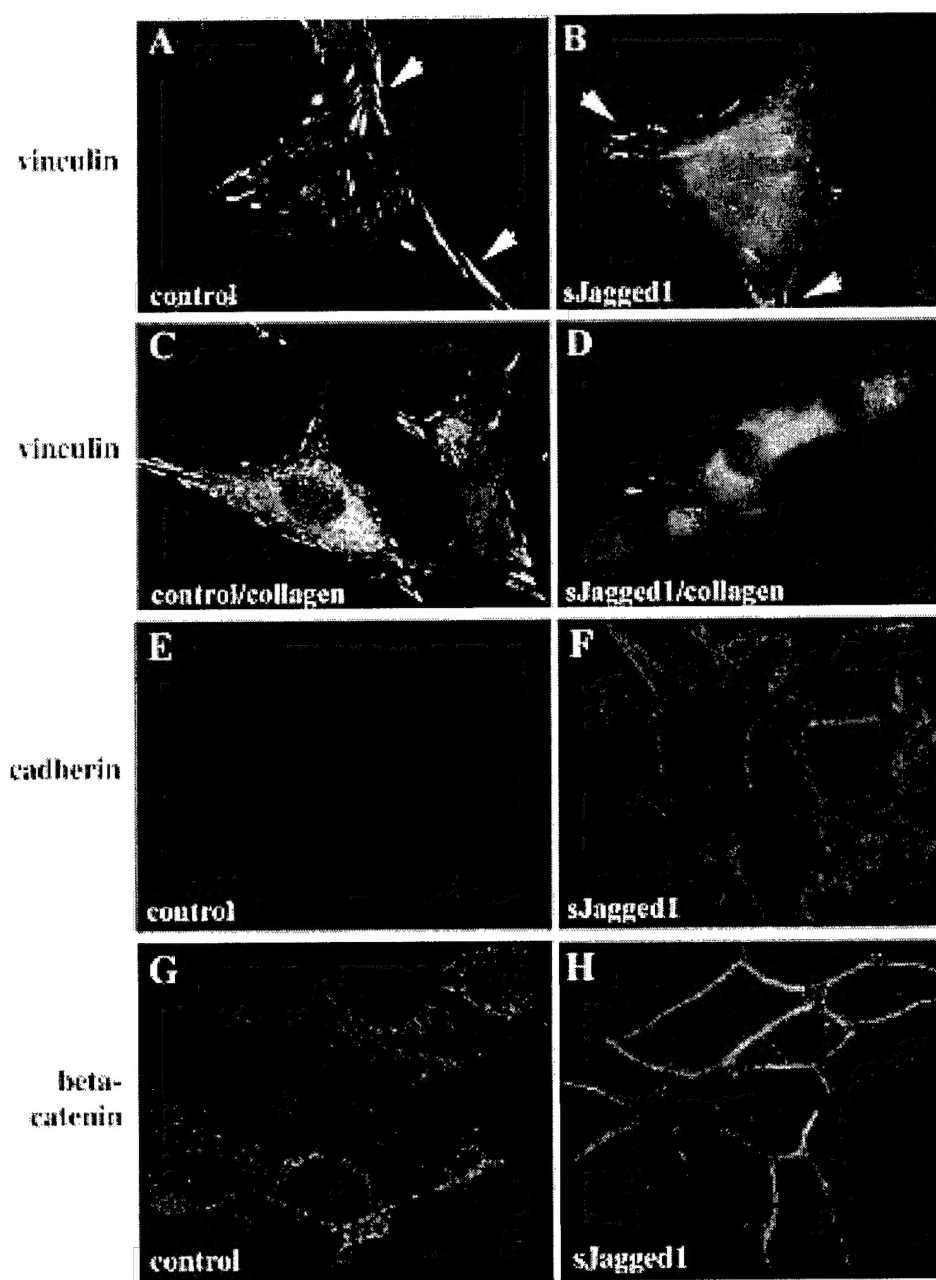 A
B
vinculin
control
sJagged1
C
D
vinculin
control/collagen
sJagged1/collagen
E
F
cadherin
control
sJagged1
G
H
beta-
catenin
control
sJagged1